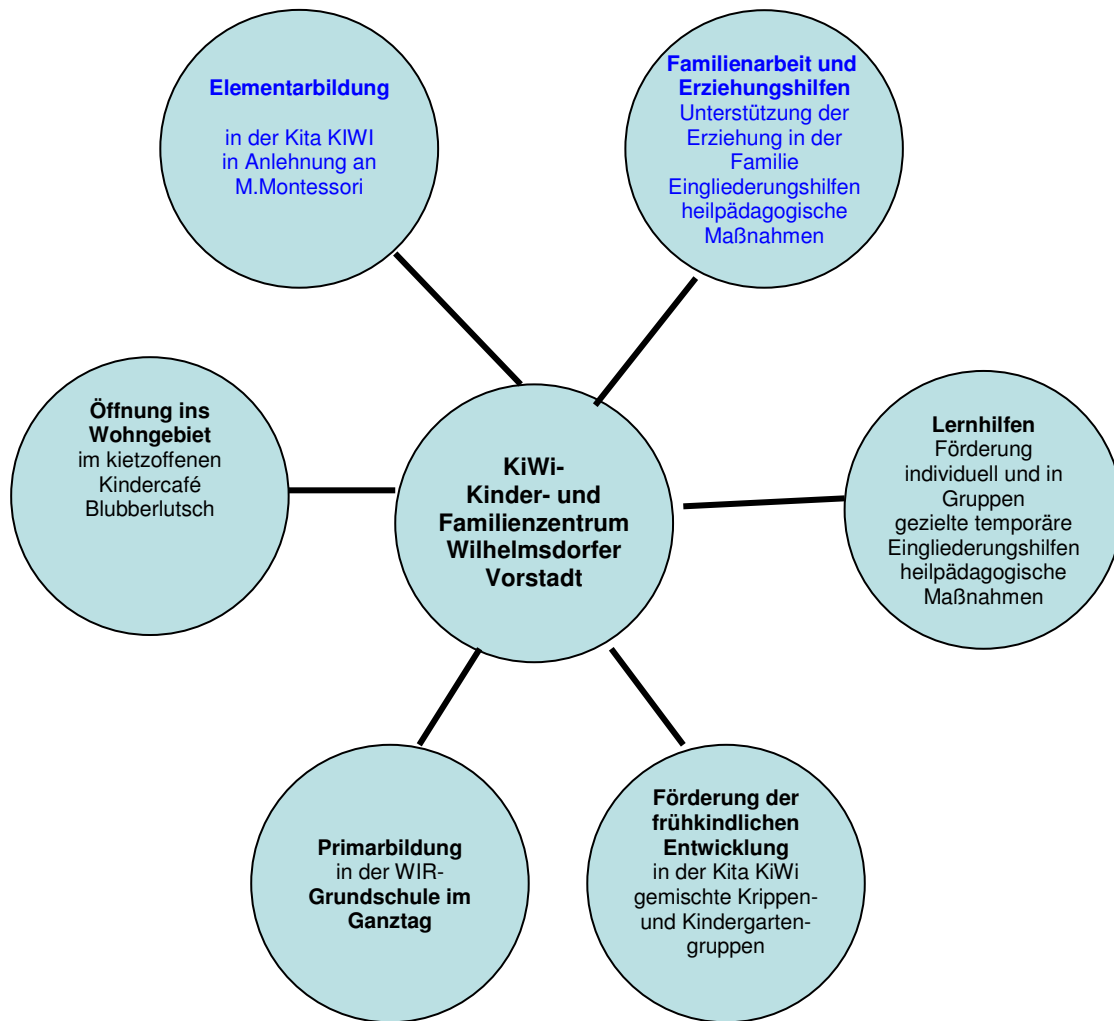 Elementarbildung
in der Kita KIWI
in Anlehnung an
M.Montessori
Familienarbeit und
Erziehungshilfen
Unterstützung der
Erziehung in der
Familie
Eingliederungshilfen
heilpädagogische
Maßnahmen
Öffnung ins
Wohngebiet
im kietzoffenen
Kindercafé
Blubberlutsch
KiWi-
Kinder- und
Familienzentrum
Wilhelmsdorfer
Vorstadt
Lernhilfen
Förderung
individuell und in
Gruppen
gezielte temporäre
Eingliederungshilfen
heilpädagogische
Maßnahmen
Primarbildung
in der WIR-
Grundschule im
Ganztag
Förderung der
frühkindlichen
Entwicklung
in der Kita KiWi
gemischte Krippen-
und Kindergarten-
gruppen